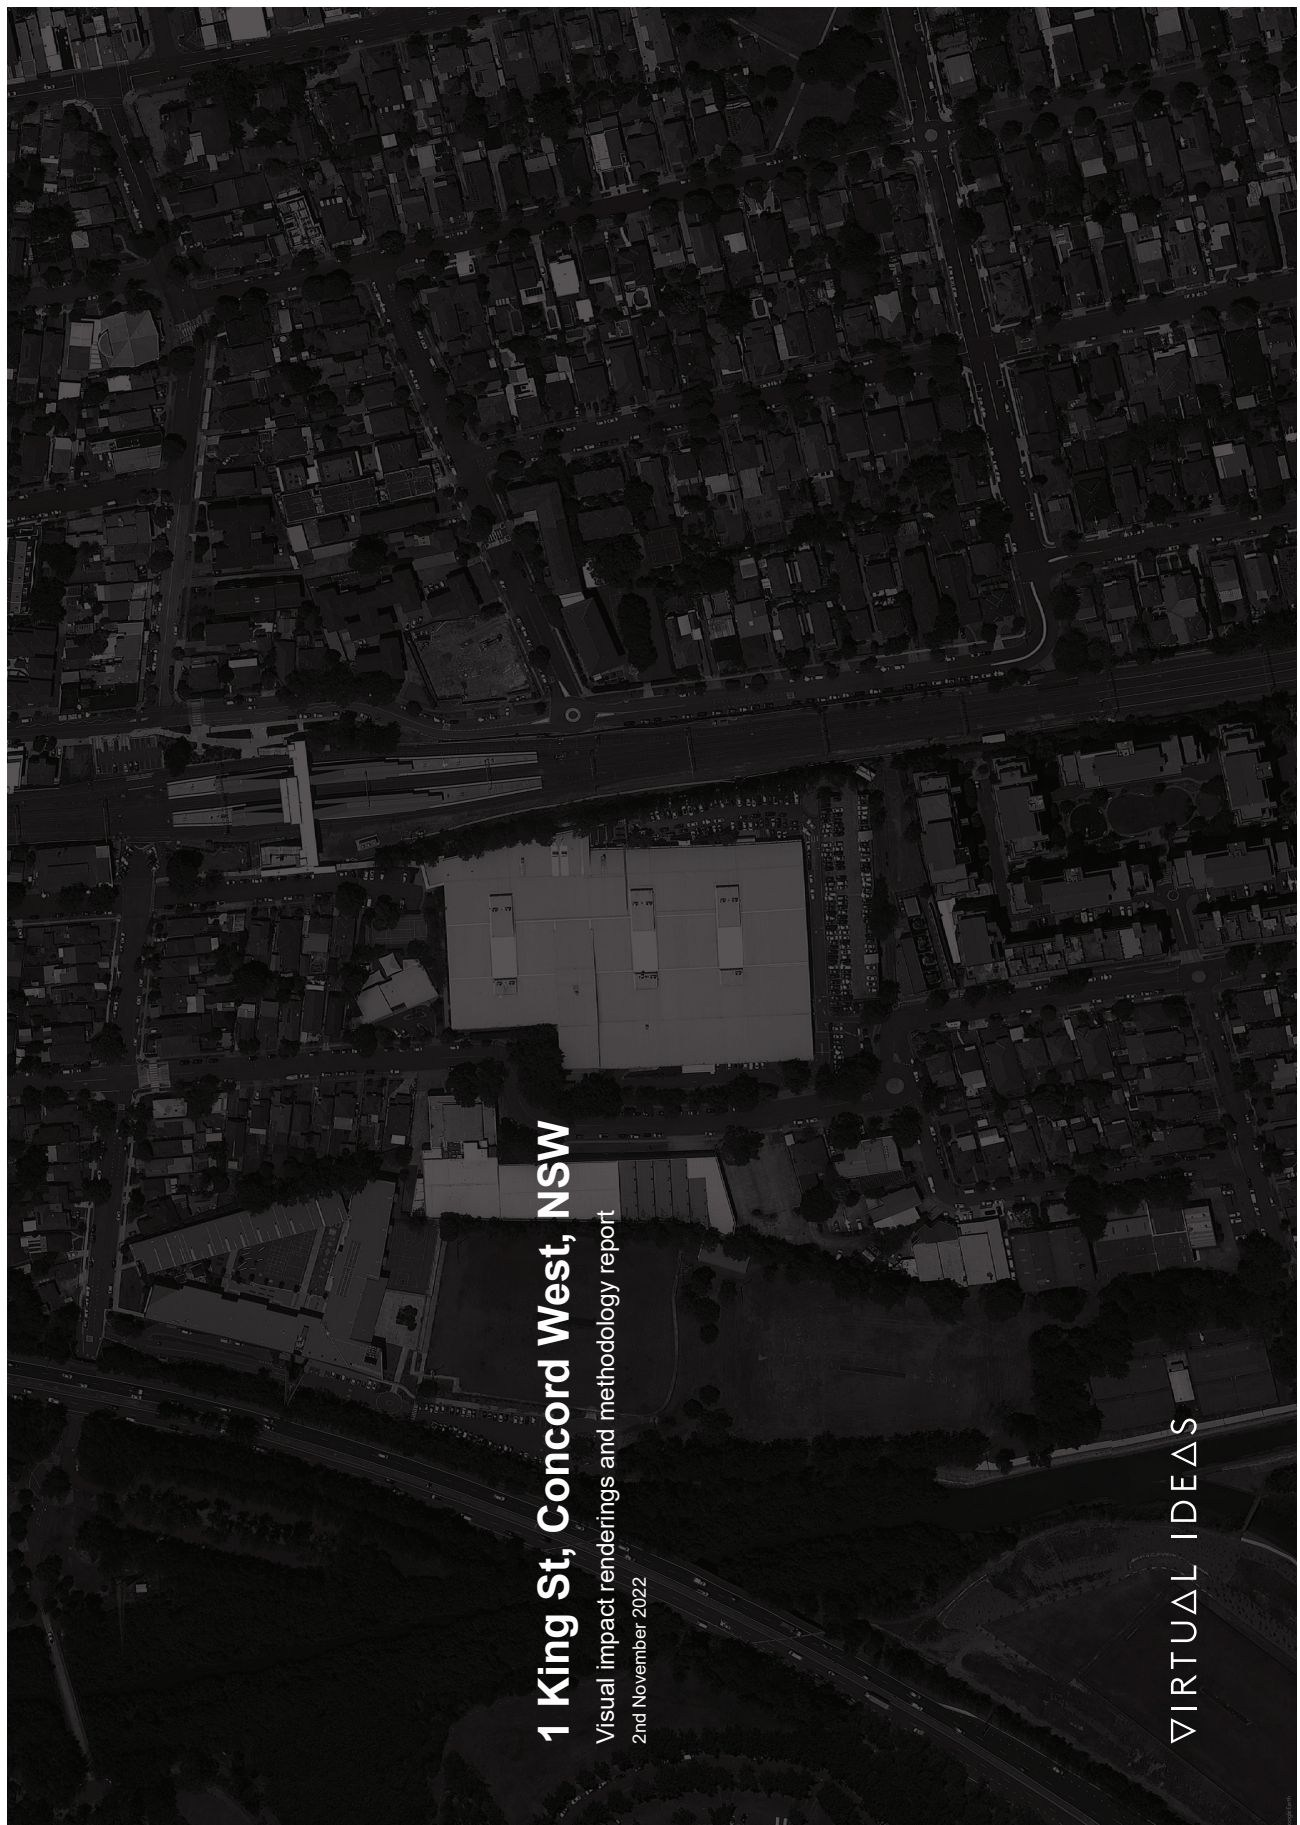 1 King St, Concord West, NSW
Visual impact renderings and methodology report
2nd November 2022
VIRTUAL IDEAS